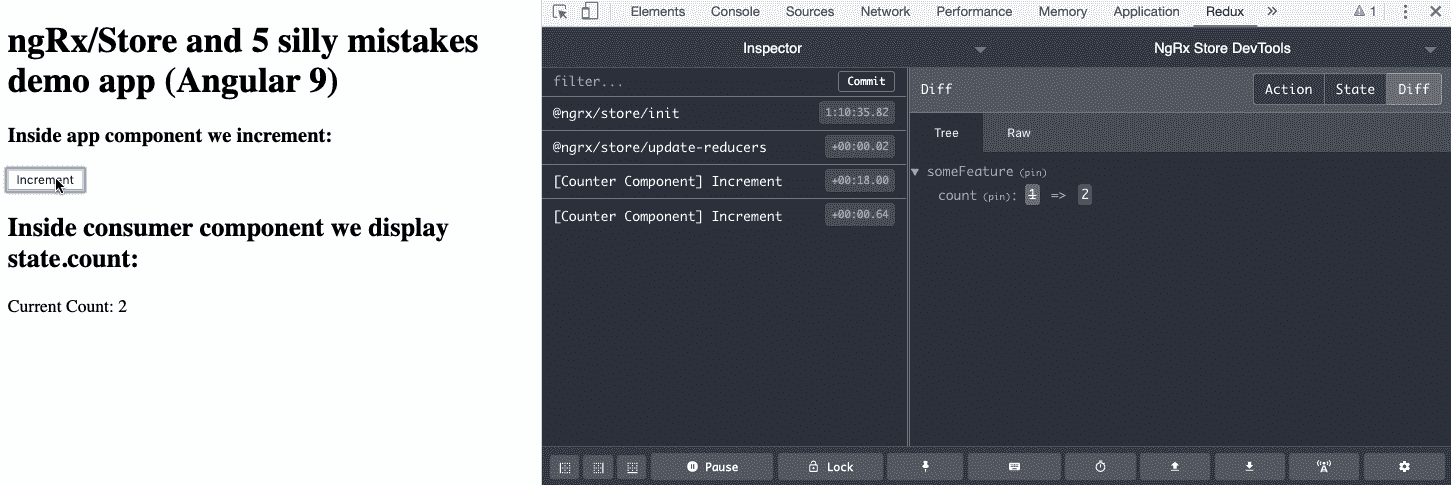 ngRx/Store and 5 silly mistakes
demo app (Angular 9)
Inside app component we increment:
Increment
Inside consumer component we display
state.count:
Current Count: 2
Elements Console Sources Network Performance Memory Application Redux » 1
Inspector NgRx Store DevTools
filter... Commit
@ngrx/store/init 1:10:35.82
@ngrx/store/update-reducers +00:00.02
[Counter Component] Increment +00:18.00
[Counter Component] Increment +00:00.64
Diff Action State Diff
Tree Raw
someFeature (pin)
count (pin): 1 => 2
Pause Lock